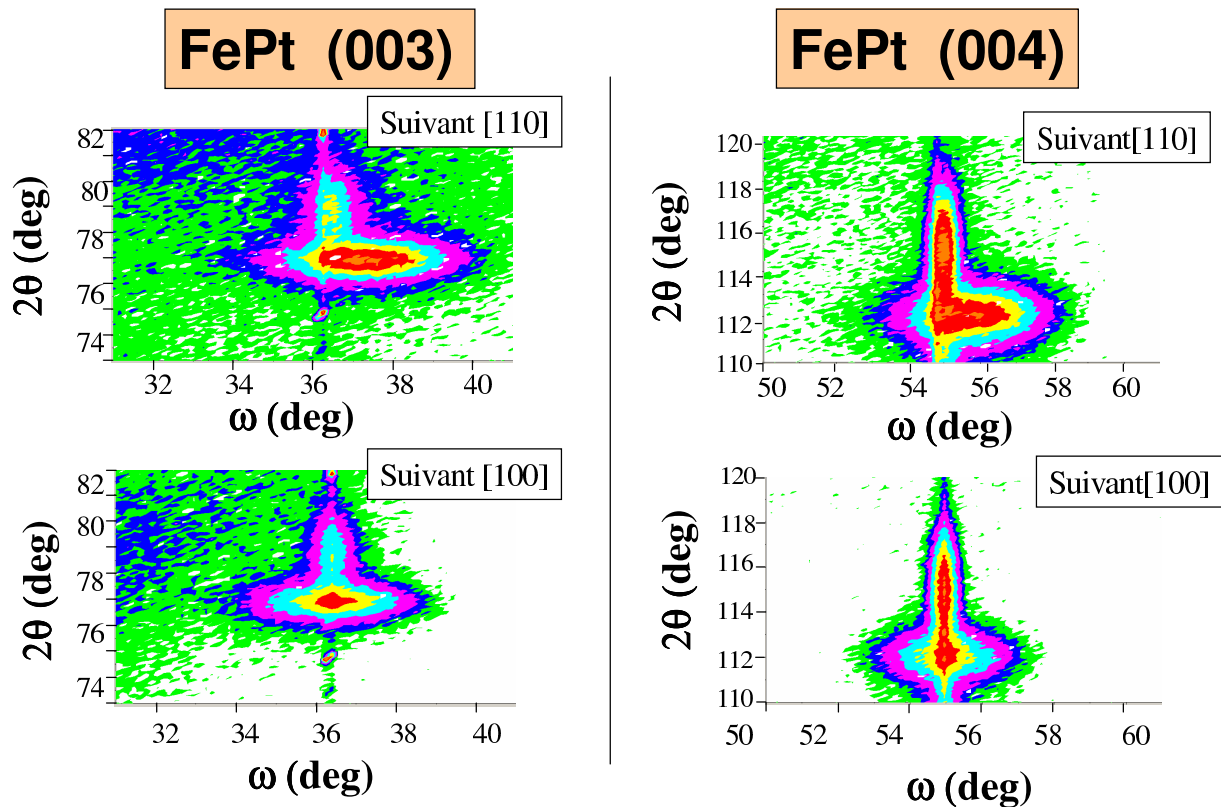 FePt (003)
FePt (004)
Suivant [110]
82
80
78
76
74
2θ (deg)
32 34 36 38 40
ω (deg)
Suivant[110]
120
118
116
114
112
110
2θ (deg)
50 52 54 56 58 60
ω (deg)
Suivant [100]
82
80
78
76
74
2θ (deg)
32 34 36 38 40
ω (deg)
Suivant[100]
120
118
116
114
112
110
2θ (deg)
50 52 54 56 58 60
ω (deg)